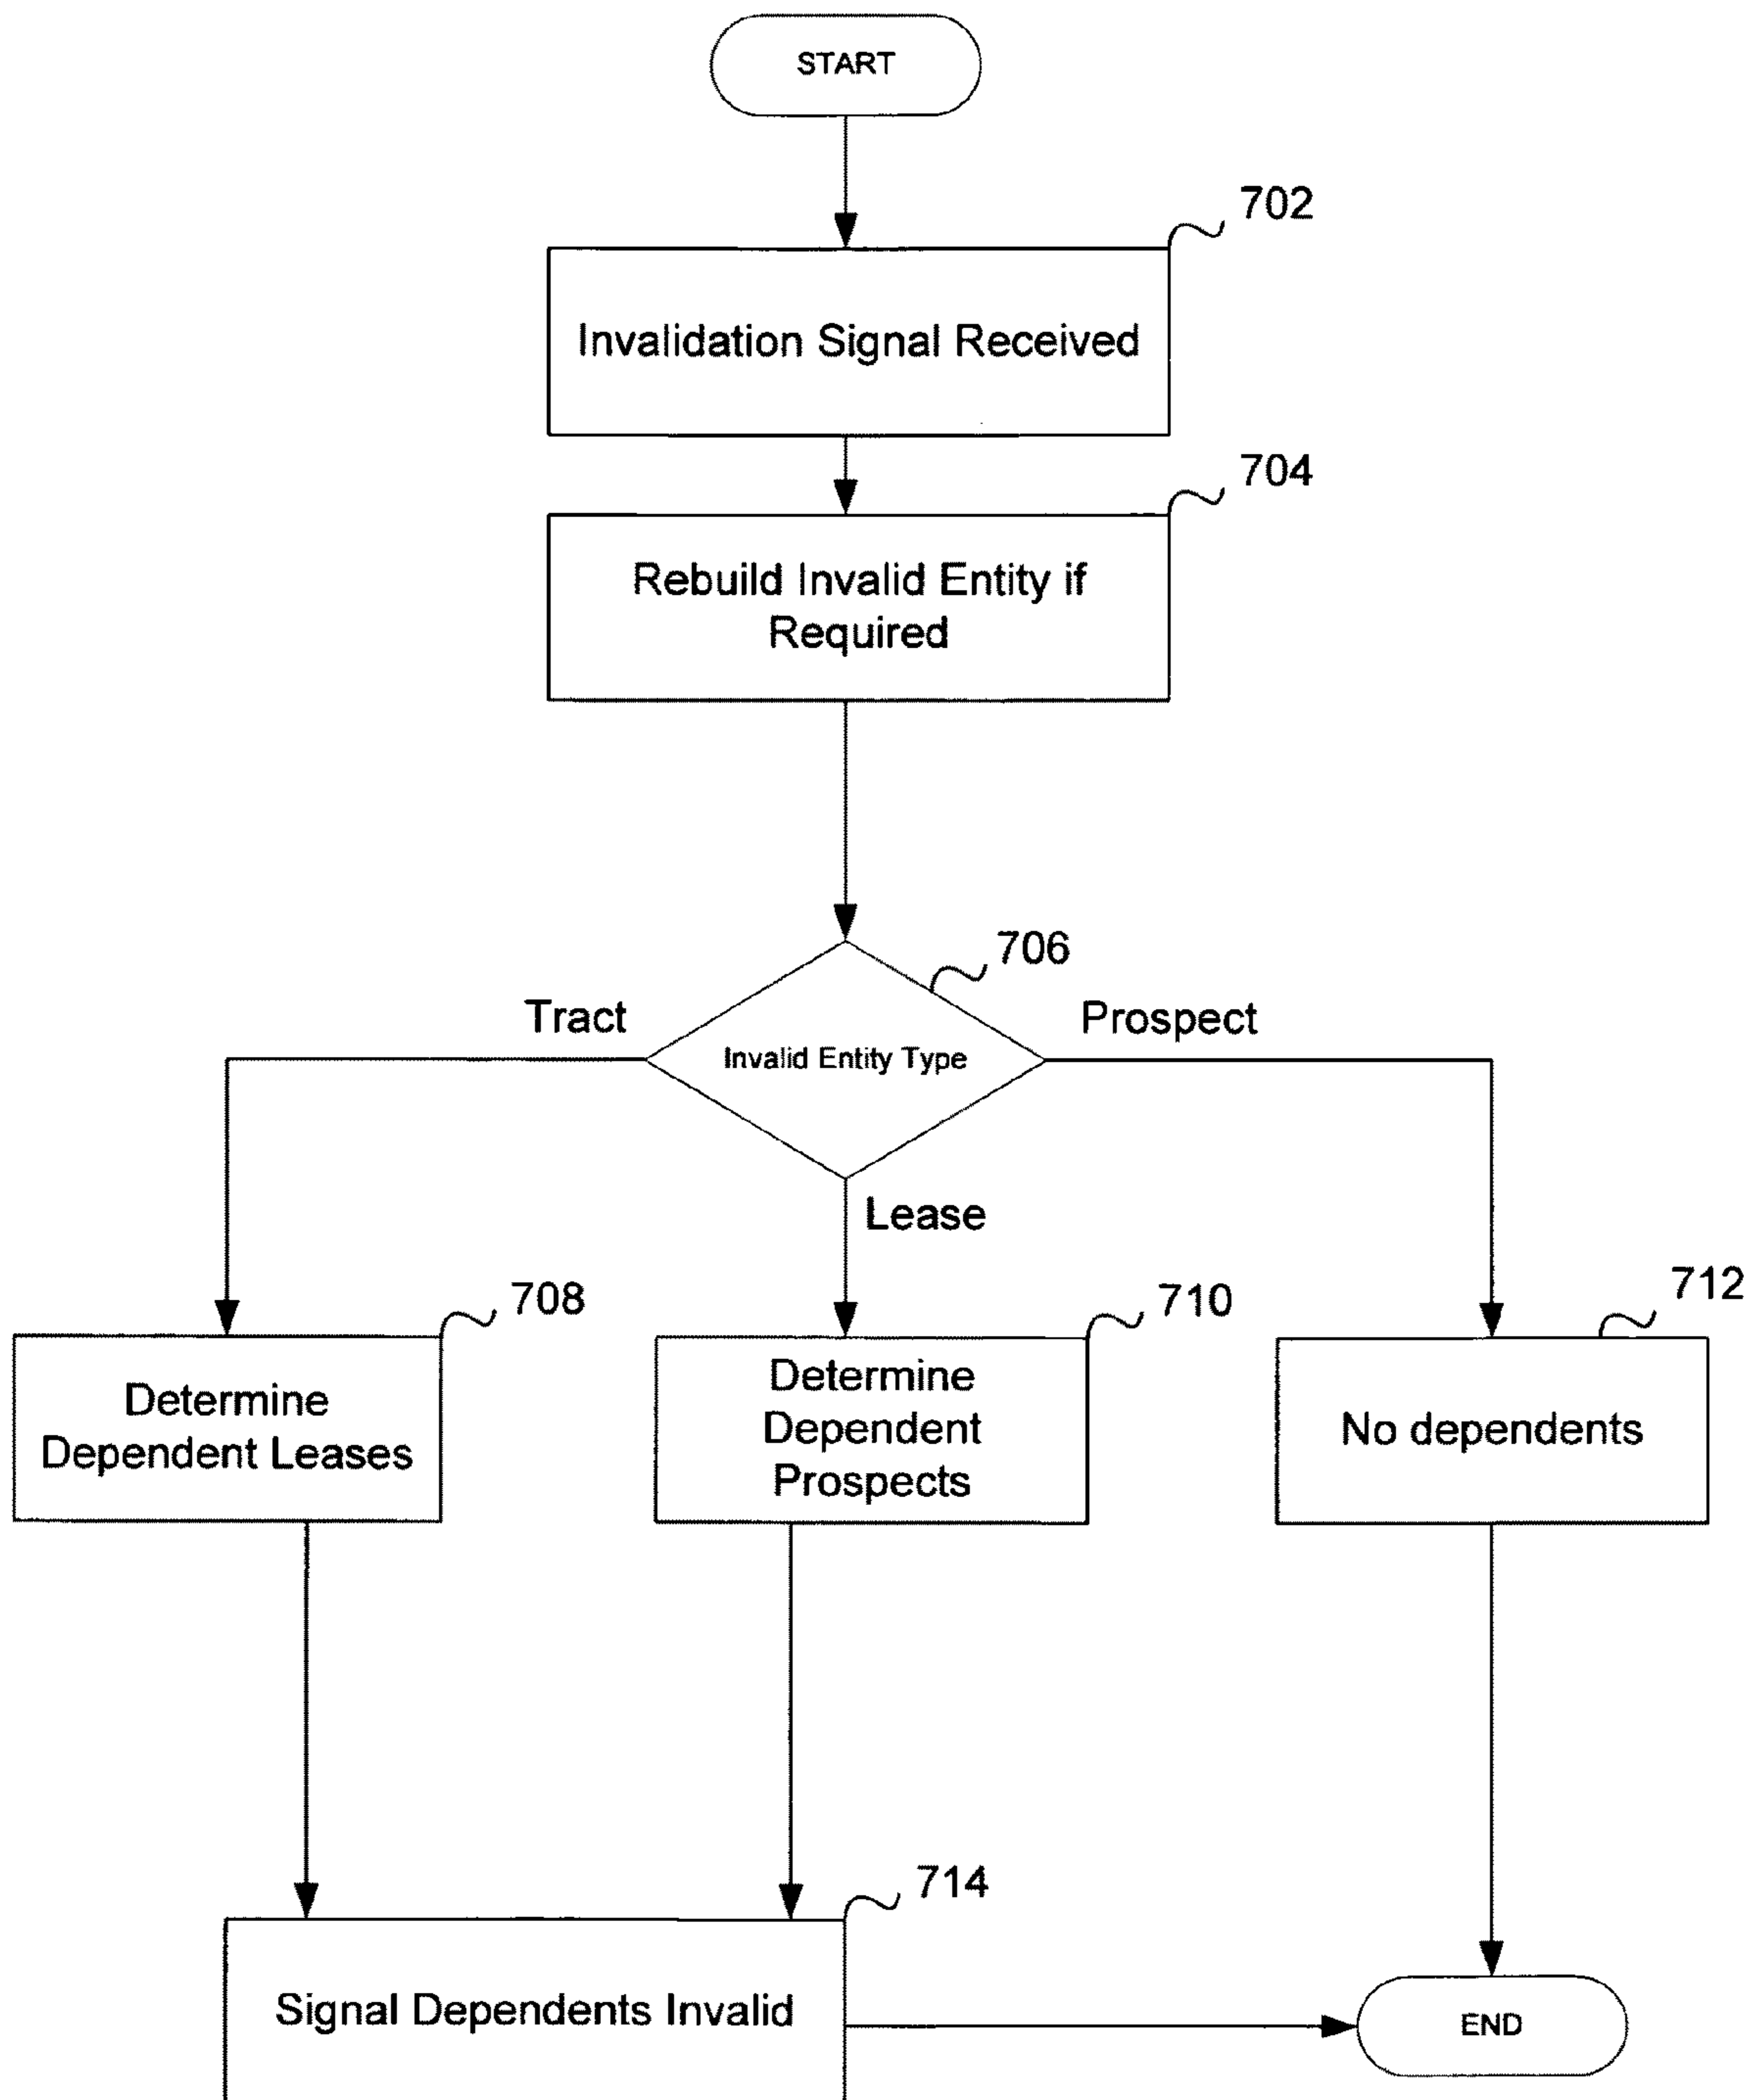 START
702
Invalidation Signal Received
704
Rebuild Invalid Entity if
Required
706
Tract
Prospect
Invalid Entity Type
Lease
708
710
712
Determine
Dependent Leases
Determine
Dependent
Prospects
No dependents
714
Signal Dependents Invalid
END